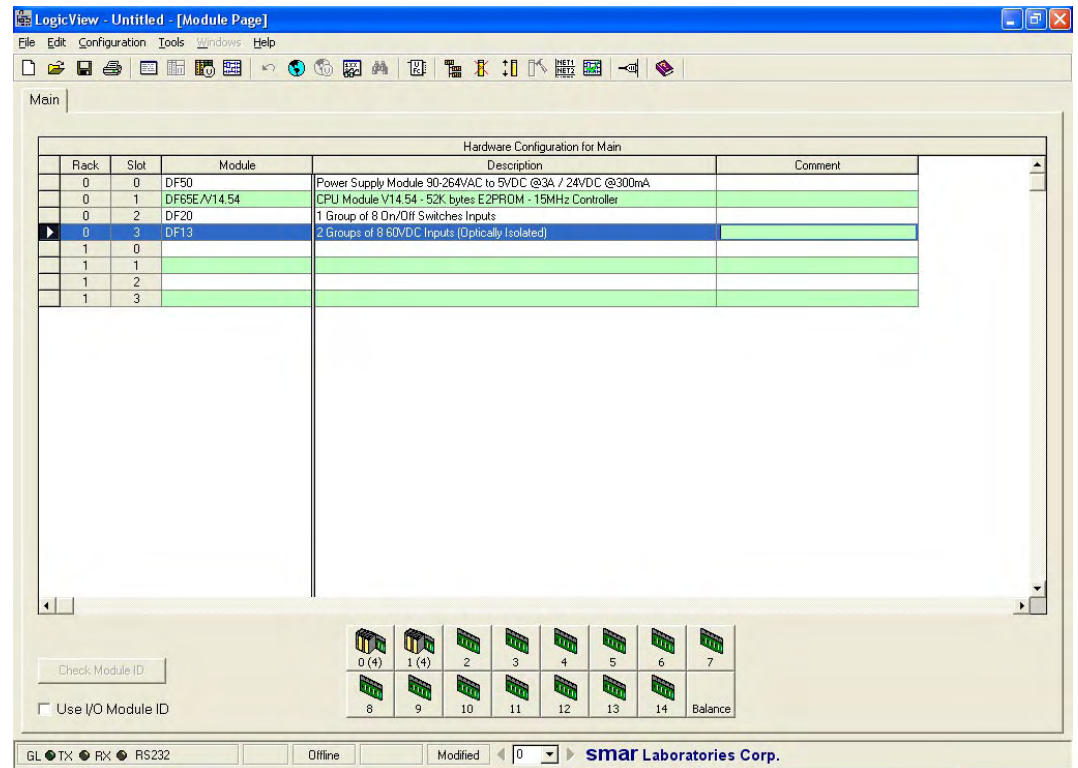 LogicView - Untitled - [Module Page]
File Edit Configuration Tools Windows Help
NET1
NET2
Main
Hardware Configuration for Main
Rack Slot Module Description Comment
0 0 DF50 Power Supply Module 90-264VAC to 5VDC @3A / 24VDC @300mA
0 1 DF65E/V14.54 CPU Module V14.54 - 52K bytes E2PROM - 15MHz Controller
0 2 DF20 1 Group of 8 On/Off Switches Inputs
0 3 DF13 2 Groups of 8 60VDC Inputs (Optically Isolated)
1 0
1 1
1 2
1 3
0 (4) 1 (4) 2 3 4 5 6 7
Check Module ID
8 9 10 11 12 13 14 Balance
Use I/O Module ID
GL TX RX RS232 Offline Modified 0 smar Laboratories Corp.